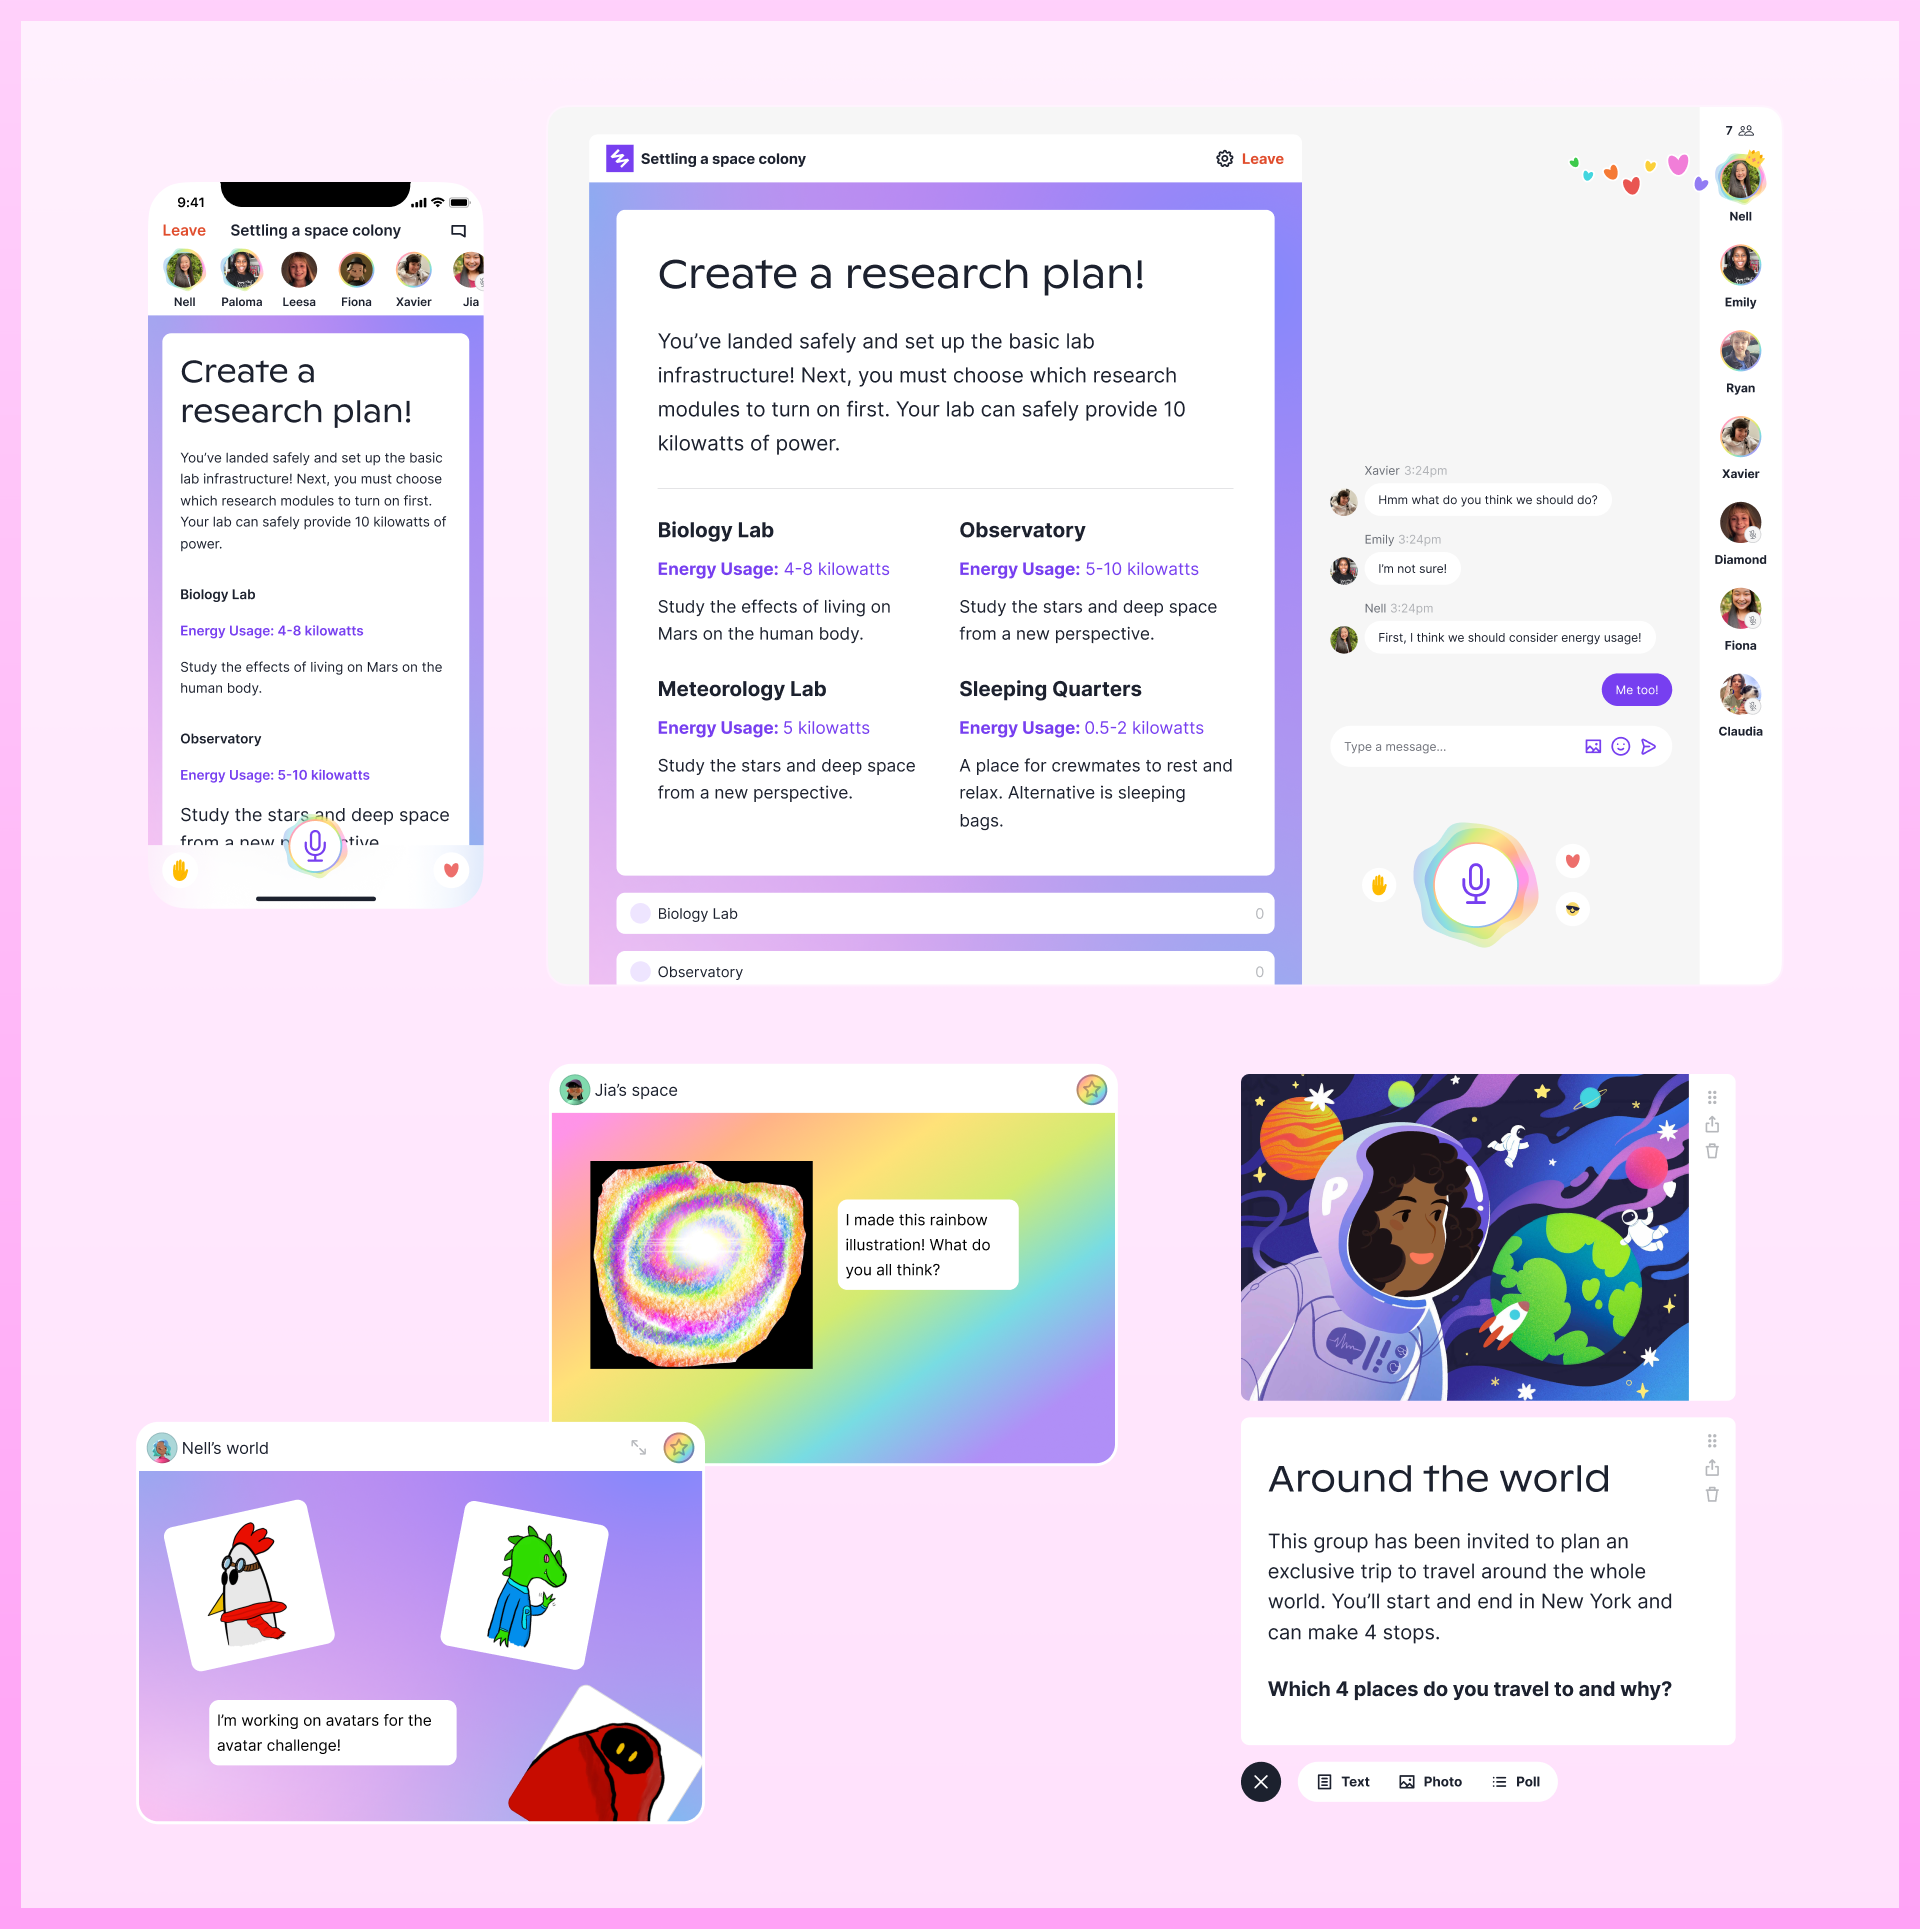 9:41
Leave
Settling a space colony
Nell
Paloma
Leesa
Fiona
Xavier
Jia
Create a
research plan!
You’ve landed safely and set up the basic
lab infrastructure! Next, you must choose
which research modules to turn on first.
Your lab can safely provide 10 kilowatts of
power.
Biology Lab
Energy Usage: 4-8 kilowatts
Study the effects of living on Mars on the
human body.
Observatory
Energy Usage: 5-10 kilowatts
Study the stars and deep space
from a new
Settling a space colony
Leave
Create a research plan!
You’ve landed safely and set up the basic lab
infrastructure! Next, you must choose which research
modules to turn on first. Your lab can safely provide 10
kilowatts of power.
Biology Lab
Energy Usage: 4-8 kilowatts
Study the effects of living on
Mars on the human body.
Observatory
Energy Usage: 5-10 kilowatts
Study the stars and deep space
from a new perspective.
Meteorology Lab
Energy Usage: 5 kilowatts
Study the stars and deep space
from a new perspective.
Sleeping Quarters
Energy Usage: 0.5-2 kilowatts
A place for crewmates to rest and
relax. Alternative is sleeping
bags.
Biology Lab 0
Observatory 0
Xavier 3:24pm
Hmm what do you think we should do?
Emily 3:24pm
I’m not sure!
Nell 3:24pm
First, I think we should consider energy usage!
Me too!
Type a message...
7
Nell
Emily
Ryan
Xavier
Diamond
Fiona
Claudia
Jia’s space
I made this rainbow
illustration! What do
you all think?
Nell’s world
I’m working on avatars for the
avatar challenge!
P
Around the world
This group has been invited to plan an
exclusive trip to travel around the whole
world. You’ll start and end in New York and
can make 4 stops.
Which 4 places do you travel to and why?
Text
Photo
Poll